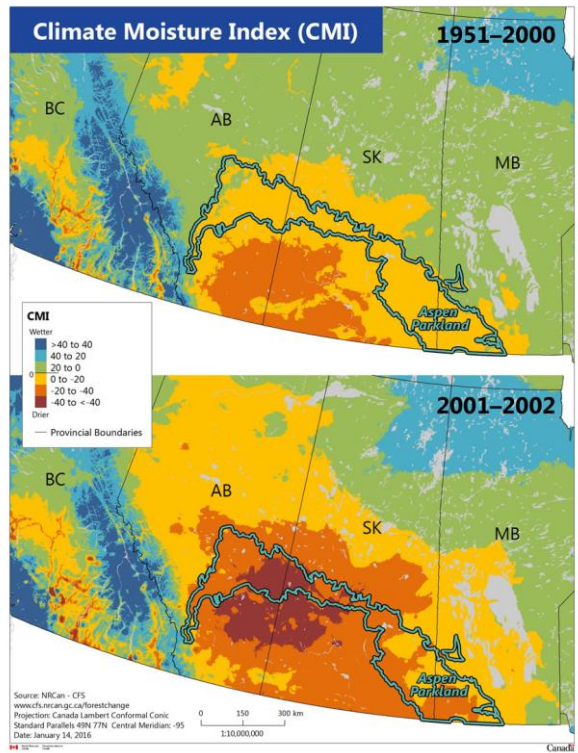 Climate Moisture Index (CMI)
1951–2000
BC
AB
SK
MB
Aspen
Parkland
CMI
Wetter
>40 to 40
40 to 20
20 to 0
0
0 to -20
-20 to -40
-40 to <-40
Drier
Provincial Boundaries
2001–2002
BC
AB
SK
MB
Aspen
Parkland
Source: NRCan - CFS
www.cfs.nrcan.gc.ca/forestchange
Projection: Canada Lambert Conformal Conic
Standard Parallels 49N 77N Central Meridian: -95
Date: January 14, 2016
0 150 300 km
1:10,000,000
Canada